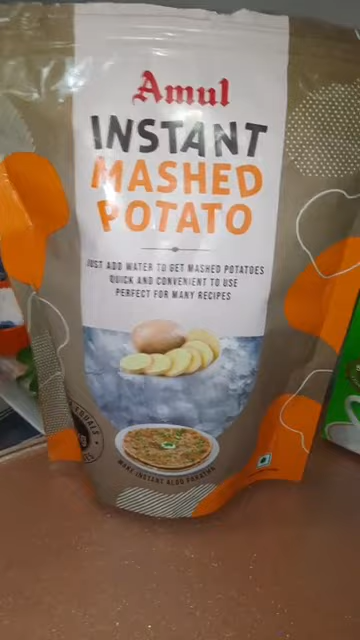 Amul
INSTANT
MASHED
POTATO
JUST ADD WATER TO GET MASHED POTATOES
QUICK AND CONVENIENT TO USE
PERFECT FOR MANY RECIPES
MAKE INSTANT ALOO PARATHA